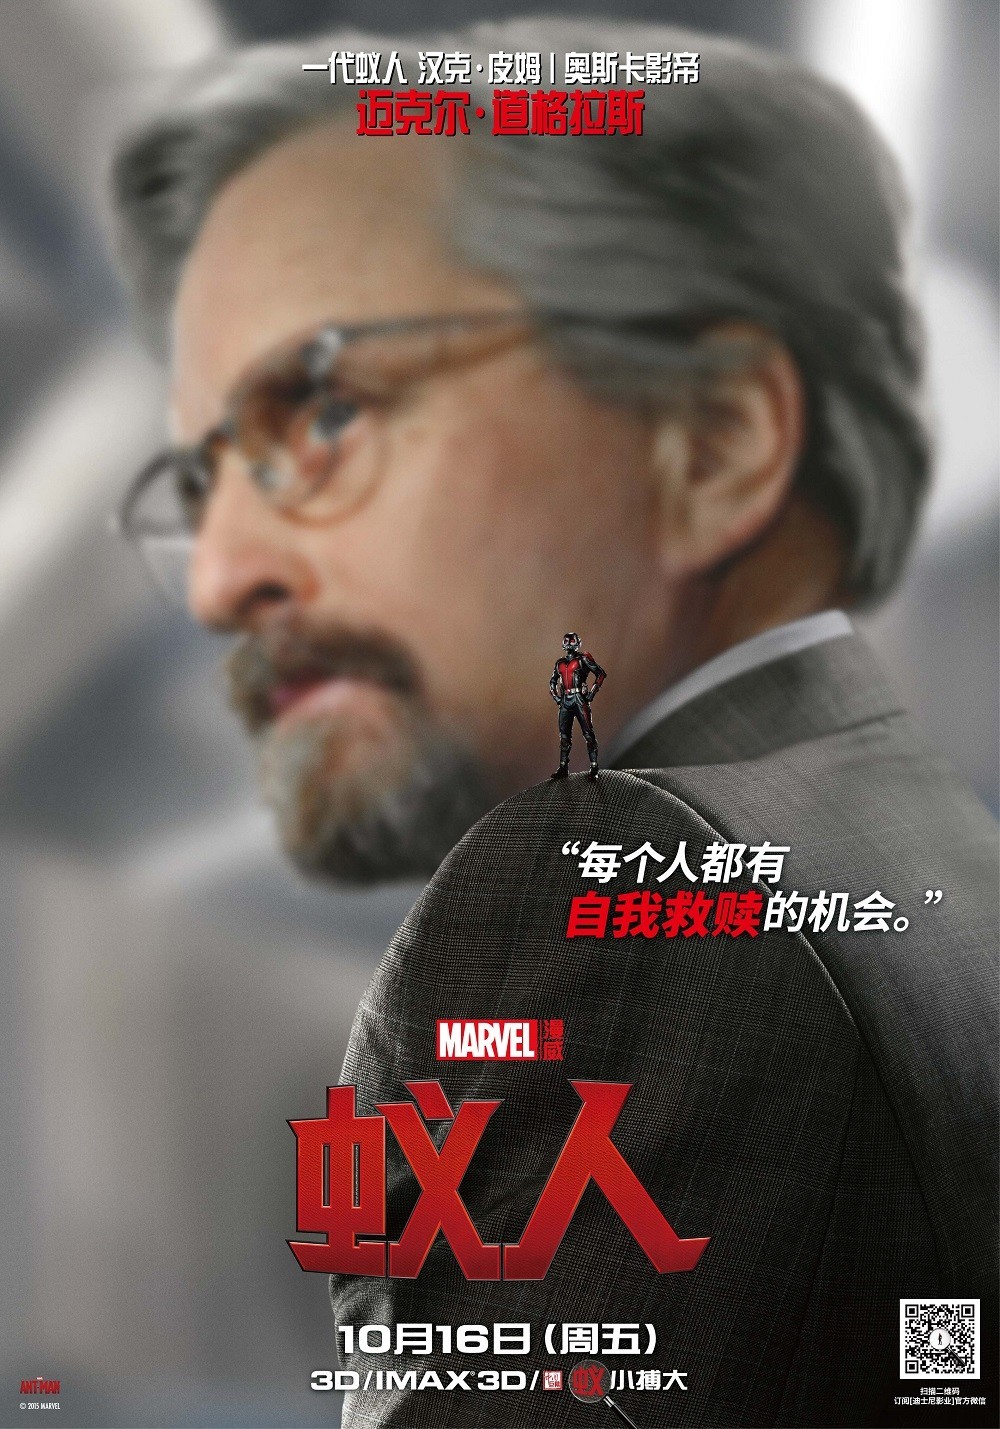 一代蚁人 汉克·皮姆 | 奥斯卡影帝
迈克尔·道格拉斯
“每个人都有
自我救赎的机会。”
MARVEL 漫威
蚁人
10月16日（周五）
3D/IMAX®3D/ 蚁 小搏大
扫描二维码
订阅[迪士尼影业]官方微信
ANT-MAN
© 2015 MARVEL